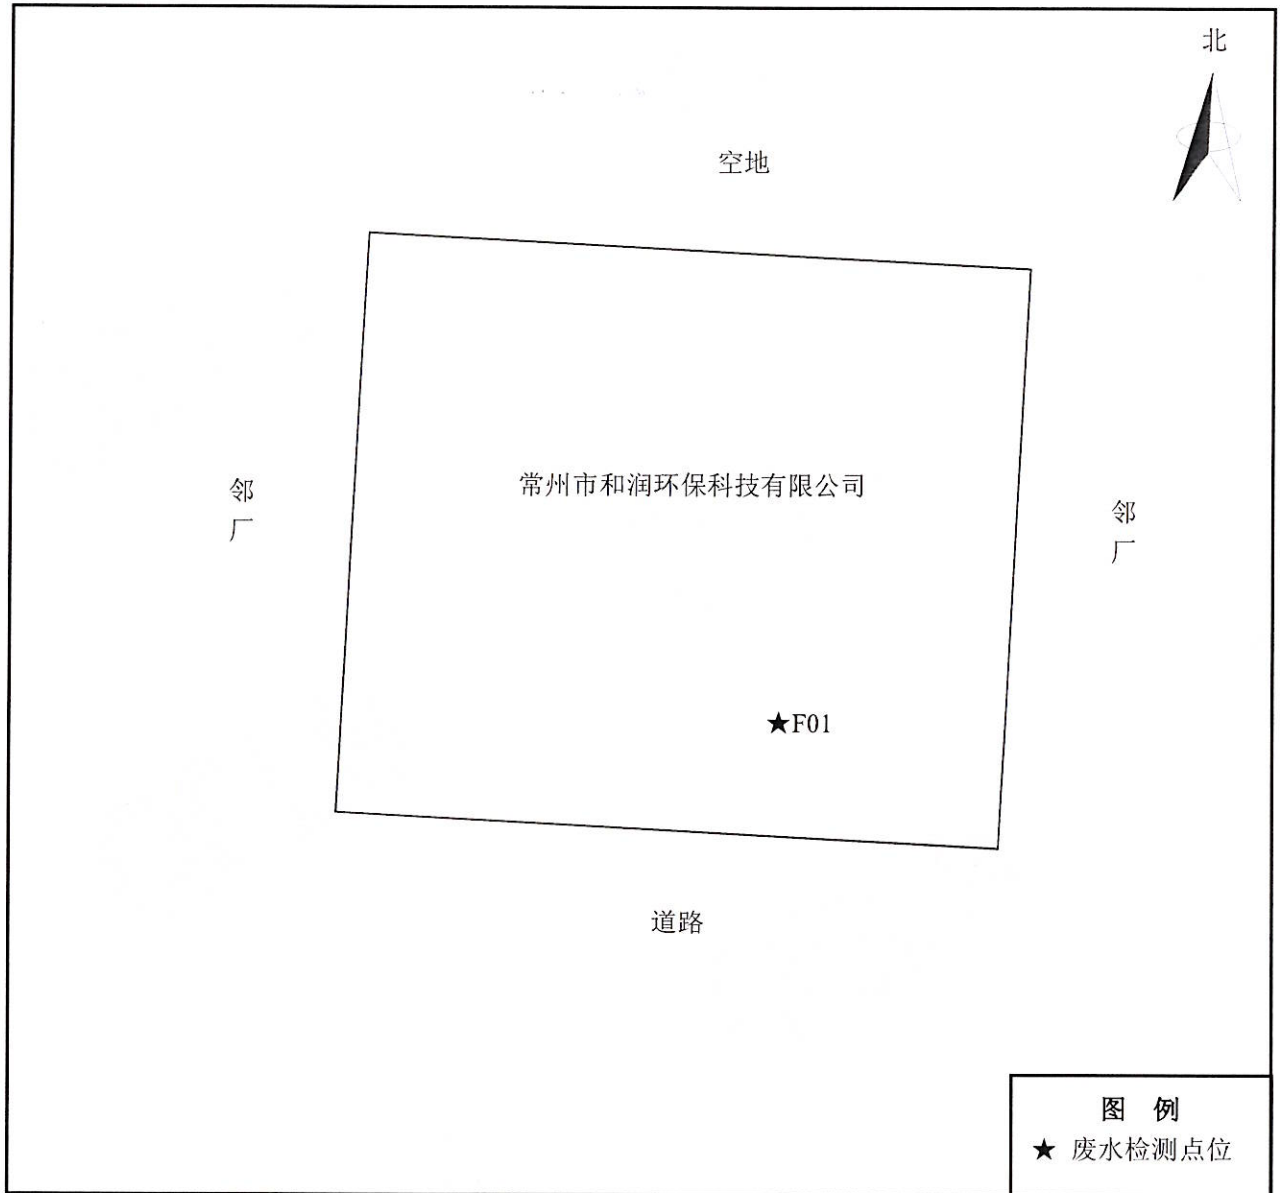 北
空地
常州市和润环保科技有限公司
邻
厂
邻
厂
★F01
道路
图 例
★ 废水检测点位